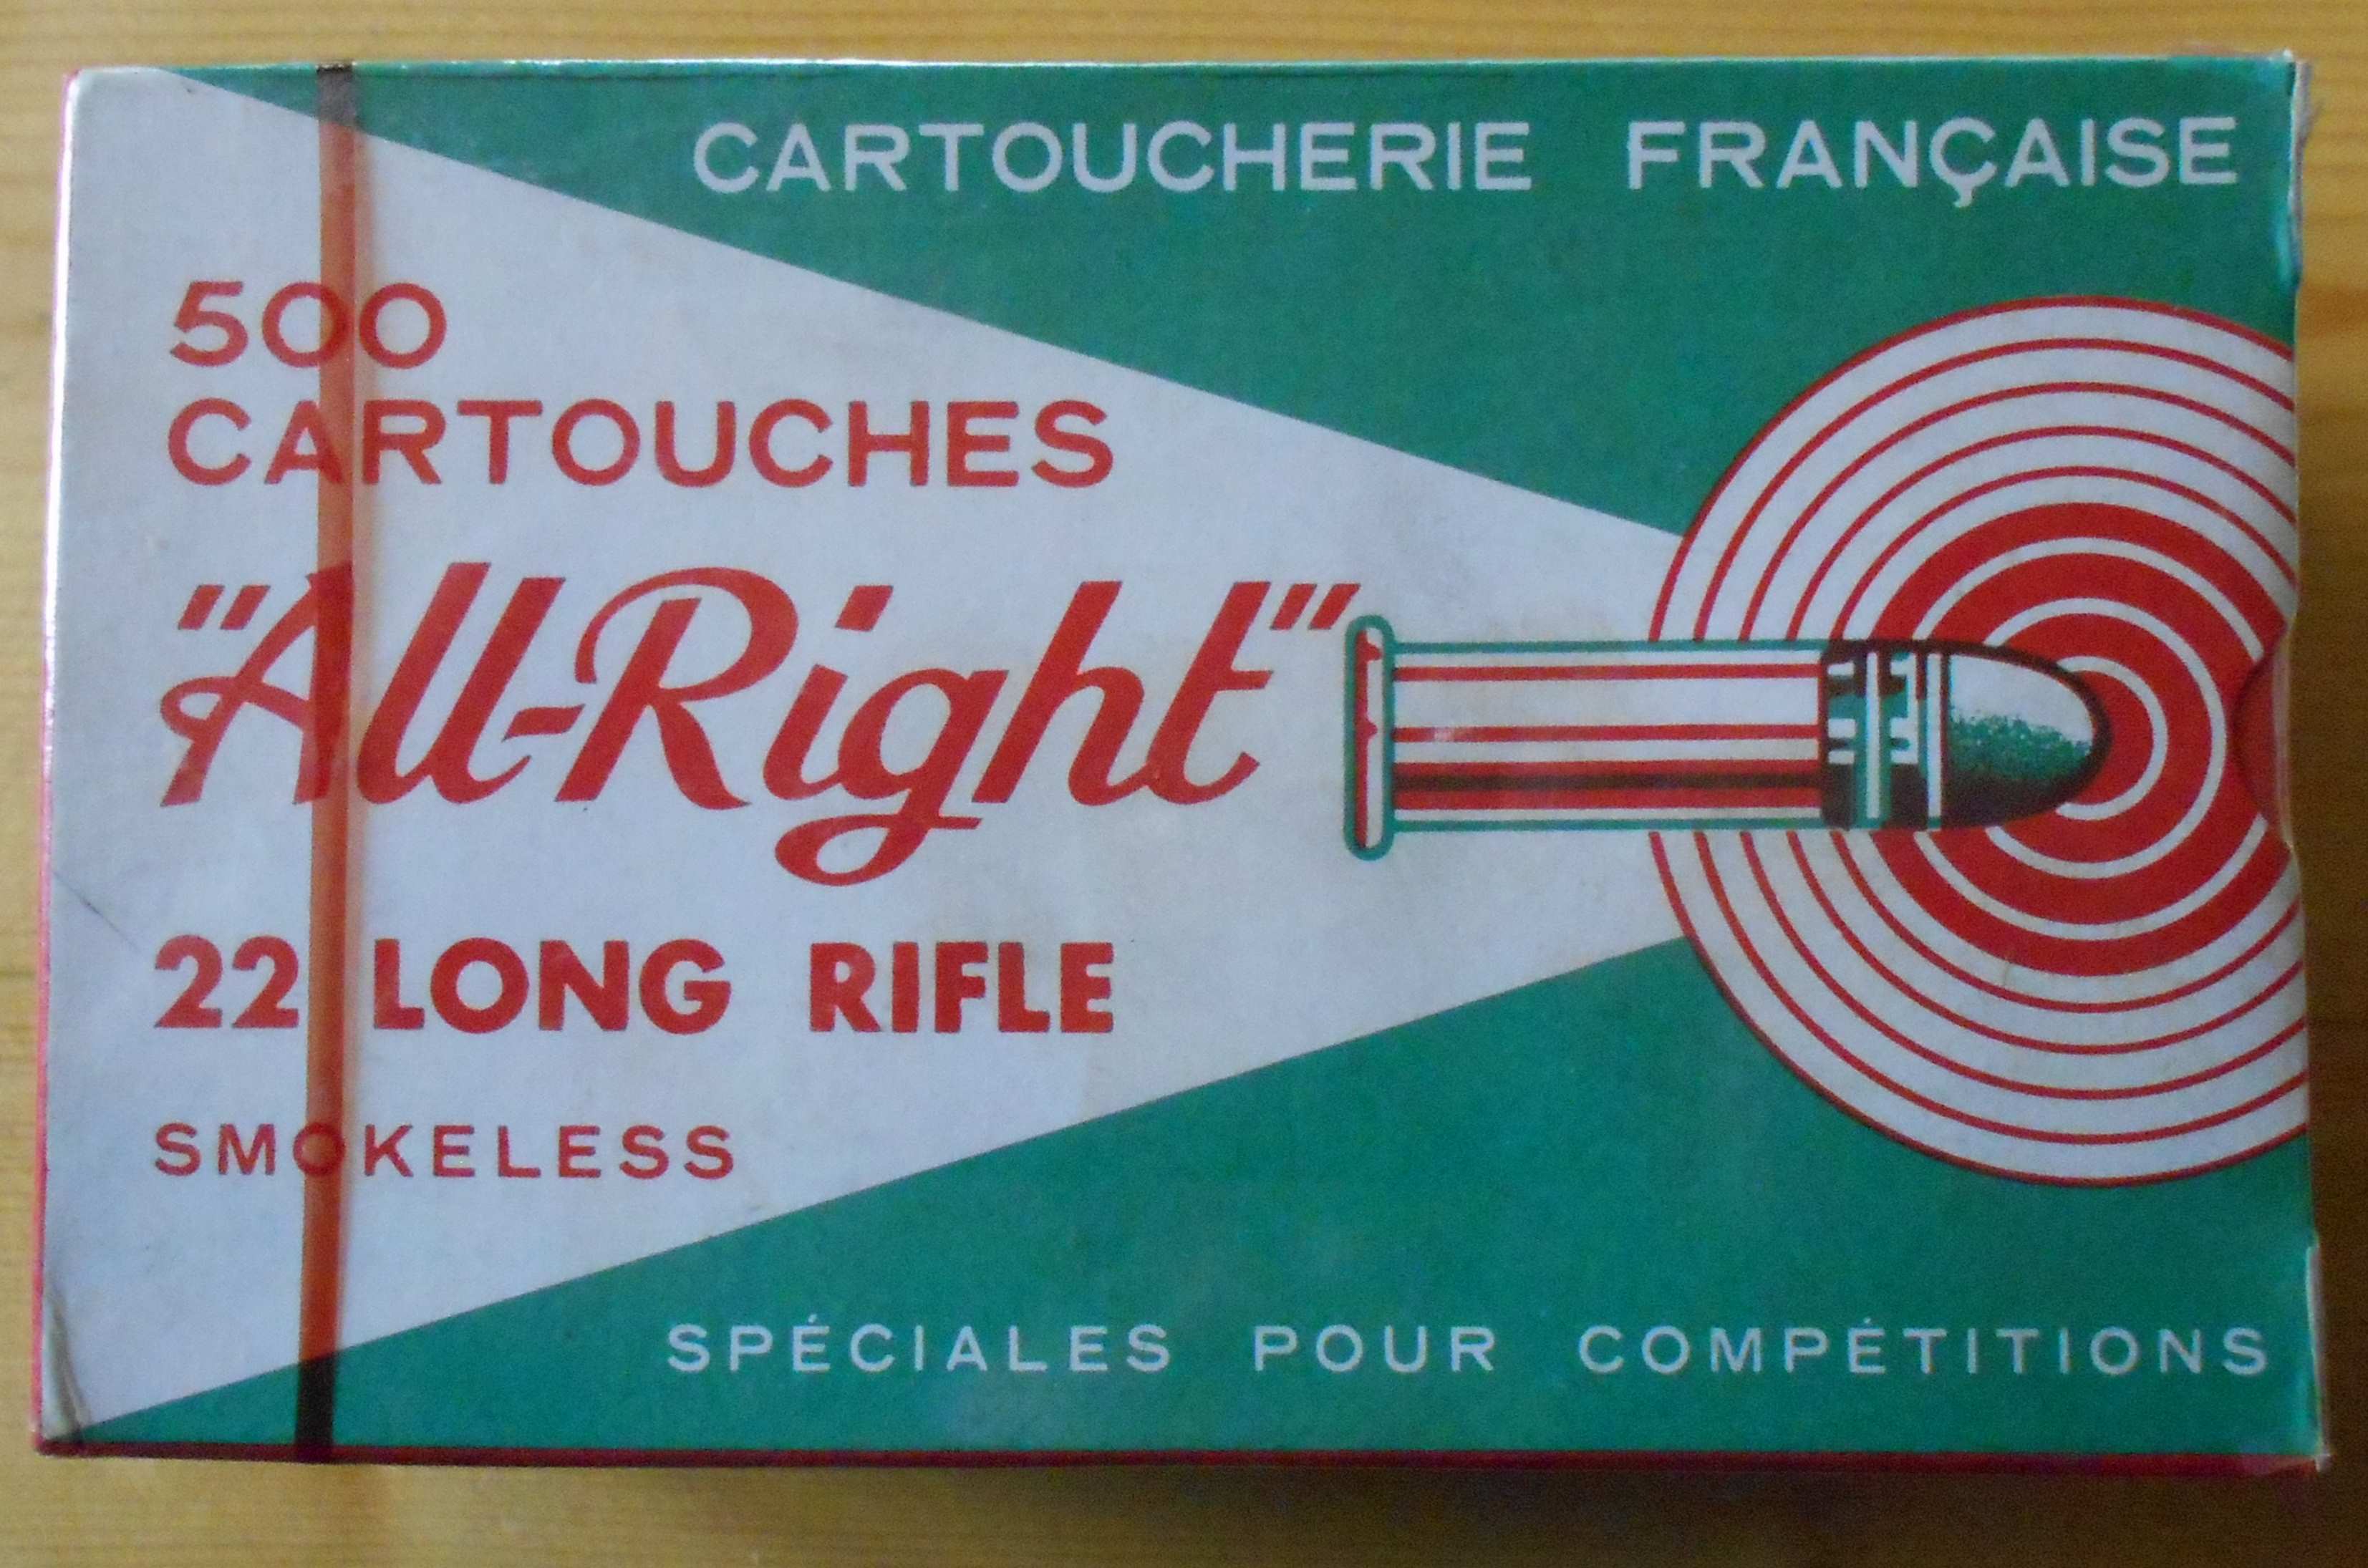 CARTOUCHERIE FRANÇAISE
500
CARTOUCHES
"All-Right"
22 LONG RIFLE
SMOKELESS
SPÉCIALES POUR COMPÉTITIONS